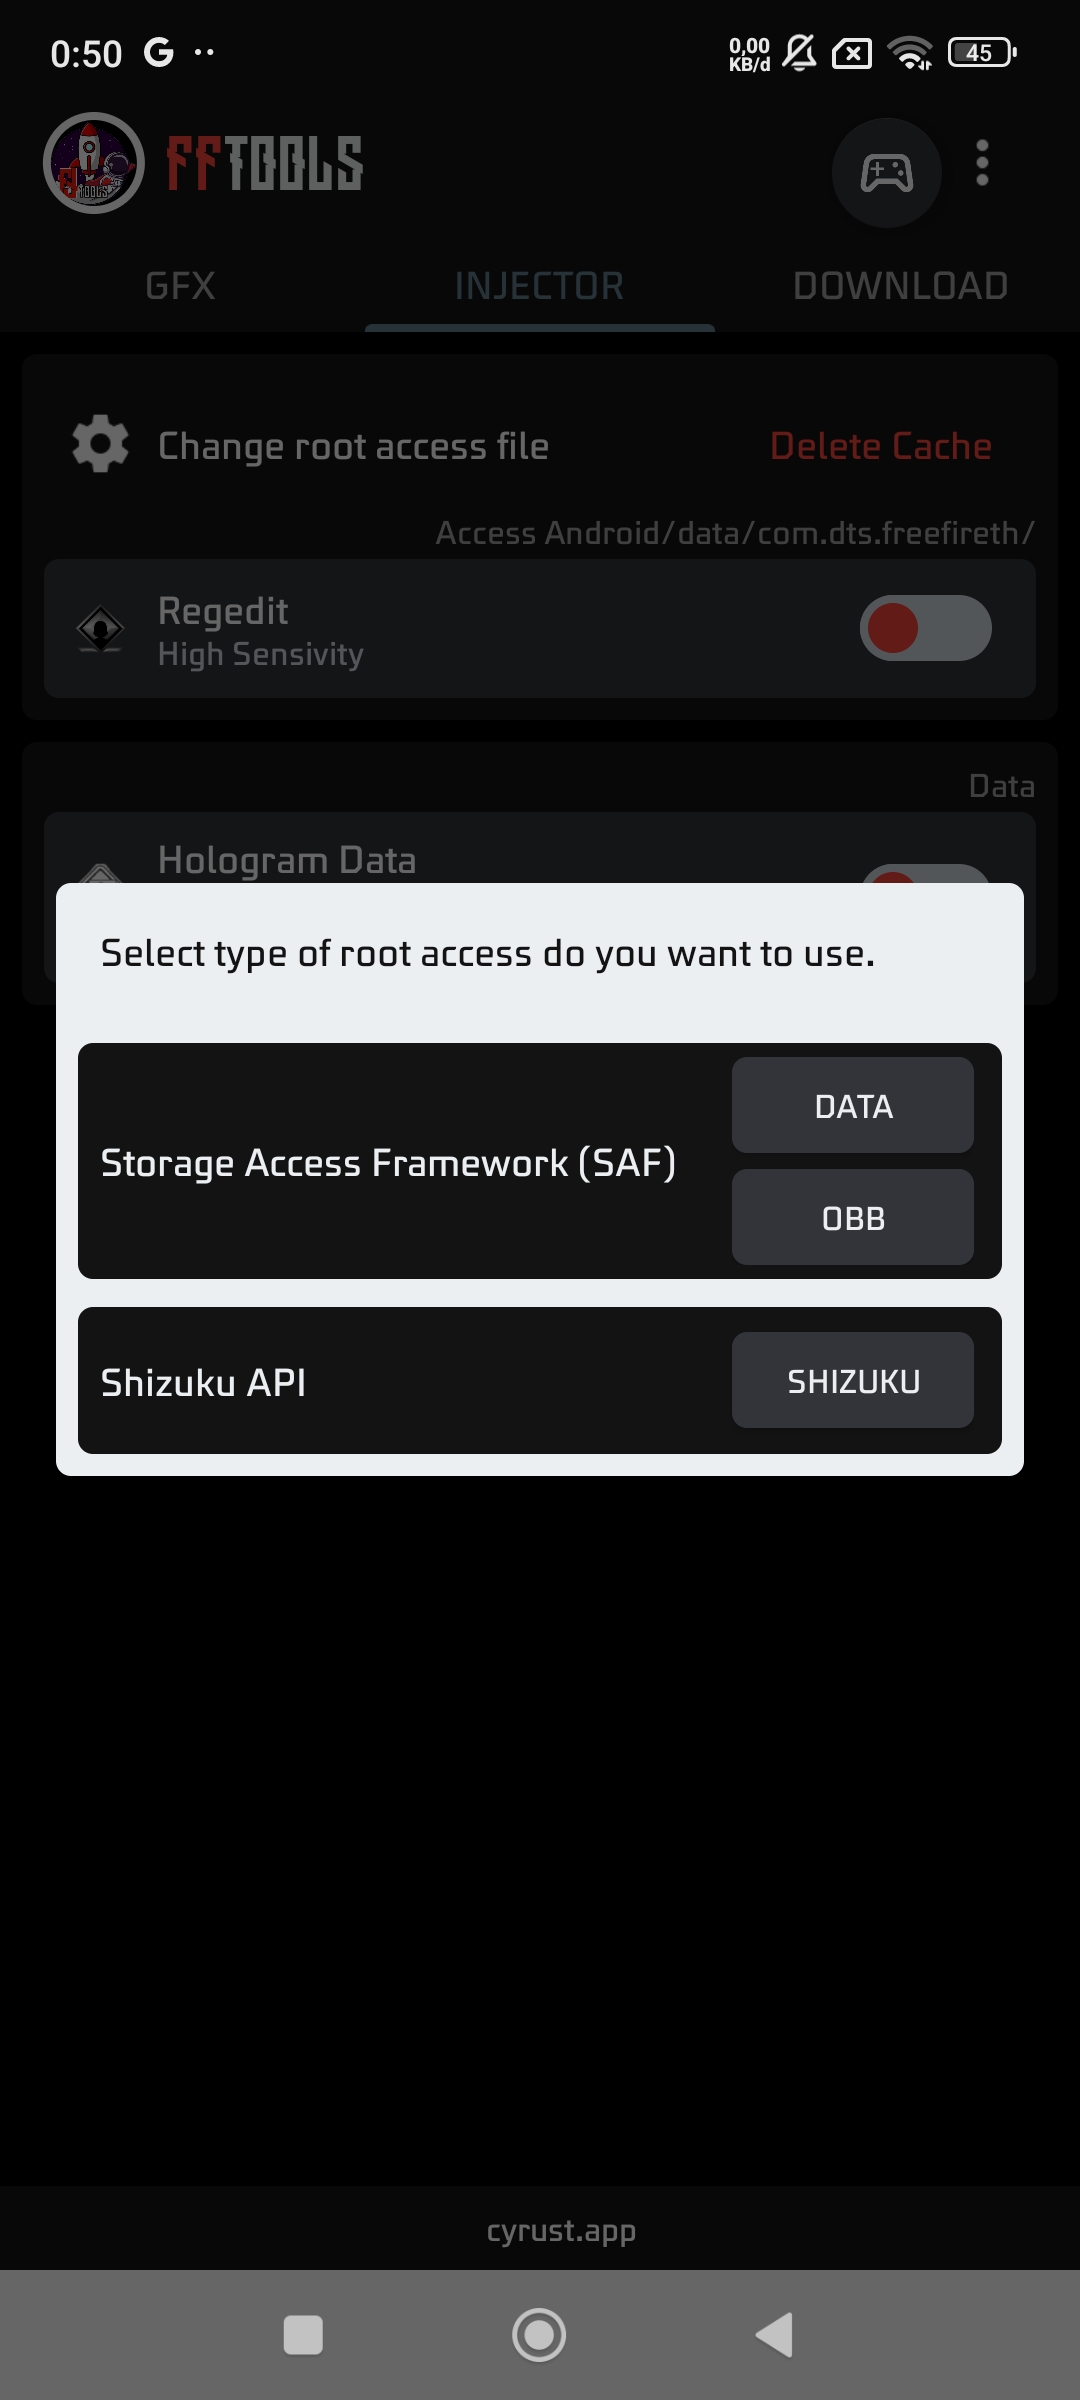 0:50 G
0,00
KB/d
45
FFTOOLS
GFX
INJECTOR
DOWNLOAD
Change root access file
Delete Cache
Access Android/data/com.dts.freefireth/
Regedit
High Sensivity
Data
Hologram Data
Select type of root access do you want to use.
Storage Access Framework (SAF)
DATA
OBB
Shizuku API
SHIZUKU
cyrust.app